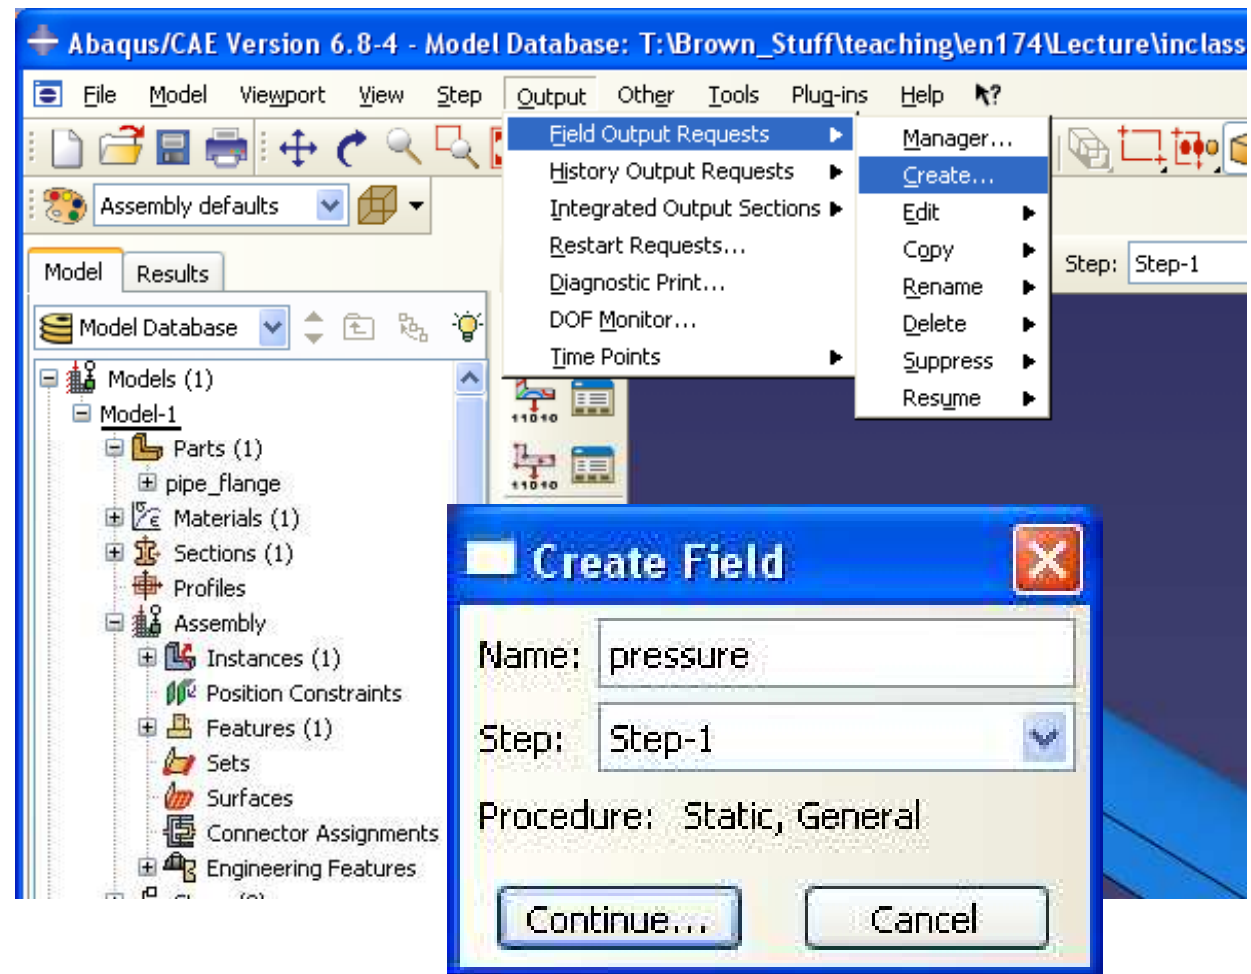 Abaqus/CAE Version 6.8-4 - Model Database: T:\Brown_Stuff\teaching\en174\Lecture\inclass
File Model Viewport View Step Output Other Tools Plug-ins Help
Field Output Requests
History Output Requests
Integrated Output Sections
Restart Requests...
Diagnostic Print...
DOF Monitor...
Time Points
Manager...
Create...
Edit
Copy
Rename
Delete
Suppress
Resume
Assembly defaults
Step: Step-1
Model Results
Model Database
Models (1)
Model-1
Parts (1)
pipe_flange
Materials (1)
Sections (1)
Profiles
Assembly
Instances (1)
Position Constraints
Features (1)
Sets
Surfaces
Connector Assignments
Engineering Features
11010
11010
Create Field
Name: pressure
Step: Step-1
Procedure: Static, General
Continue... Cancel